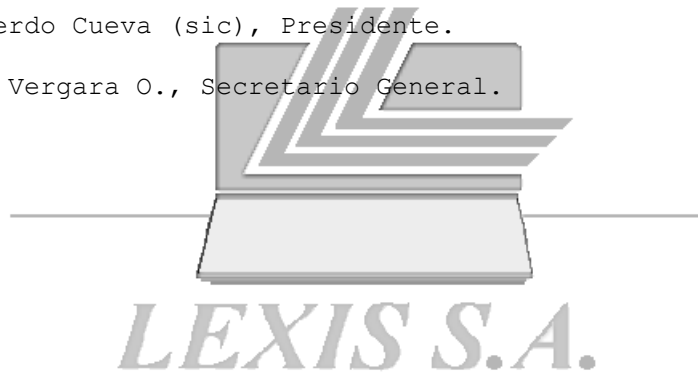 erdo Cueva (sic), Presidente.
Vergara O., Secretario General.
LEXIS S.A.